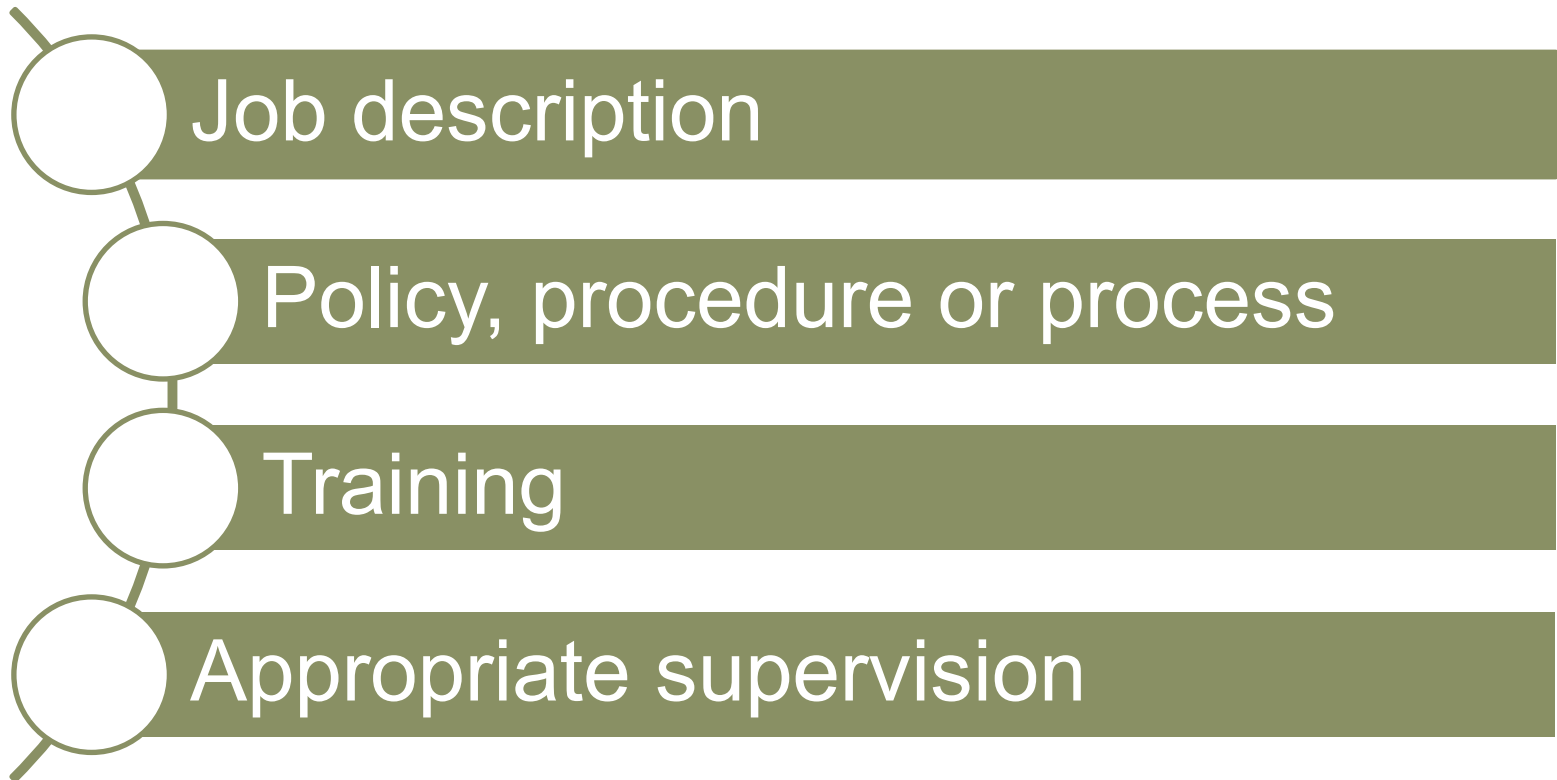 Job description
Policy, procedure or process
Training
Appropriate supervision